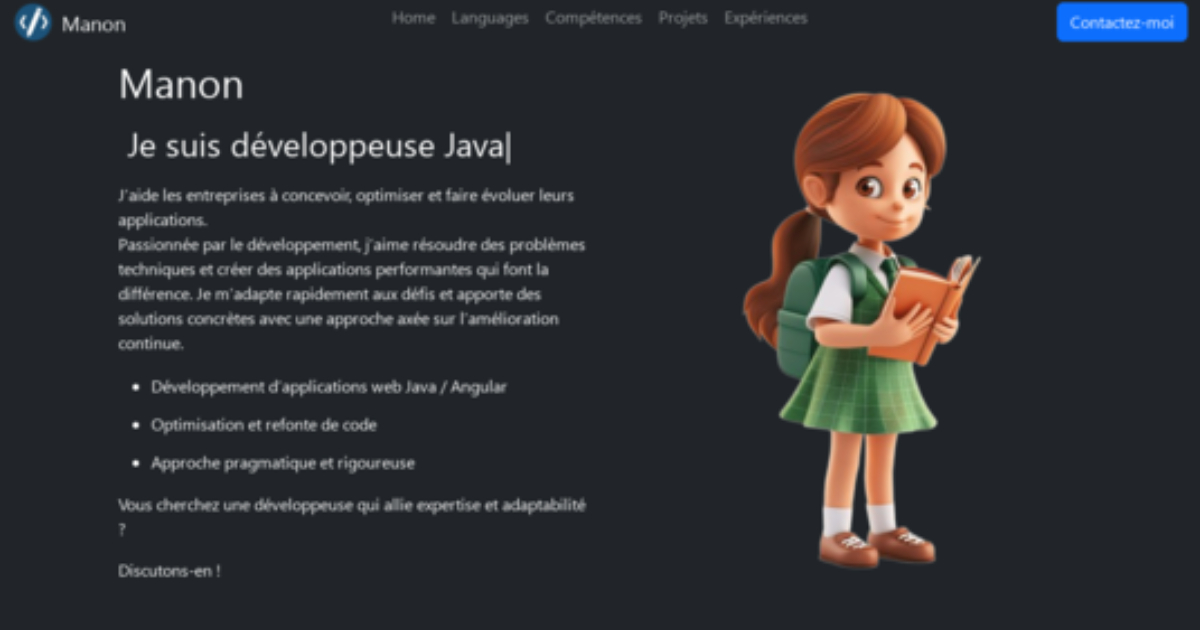 Manon
Home Languages Compétences Projets Expériences
Contactez-moi
Manon
Je suis développeuse Java|
J'aide les entreprises à concevoir, optimiser et faire évoluer leurs
applications.
Passionnée par le développement, j'aime résoudre des problèmes
techniques et créer des applications performantes qui font la
différence. Je m'adapte rapidement aux défis et apporte des
solutions concrètes avec une approche axée sur l'amélioration
continue.
• Développement d'applications web Java / Angular
• Optimisation et refonte de code
• Approche pragmatique et rigoureuse
Vous cherchez une développeuse qui allie expertise et adaptabilité
?
Discutons-en !